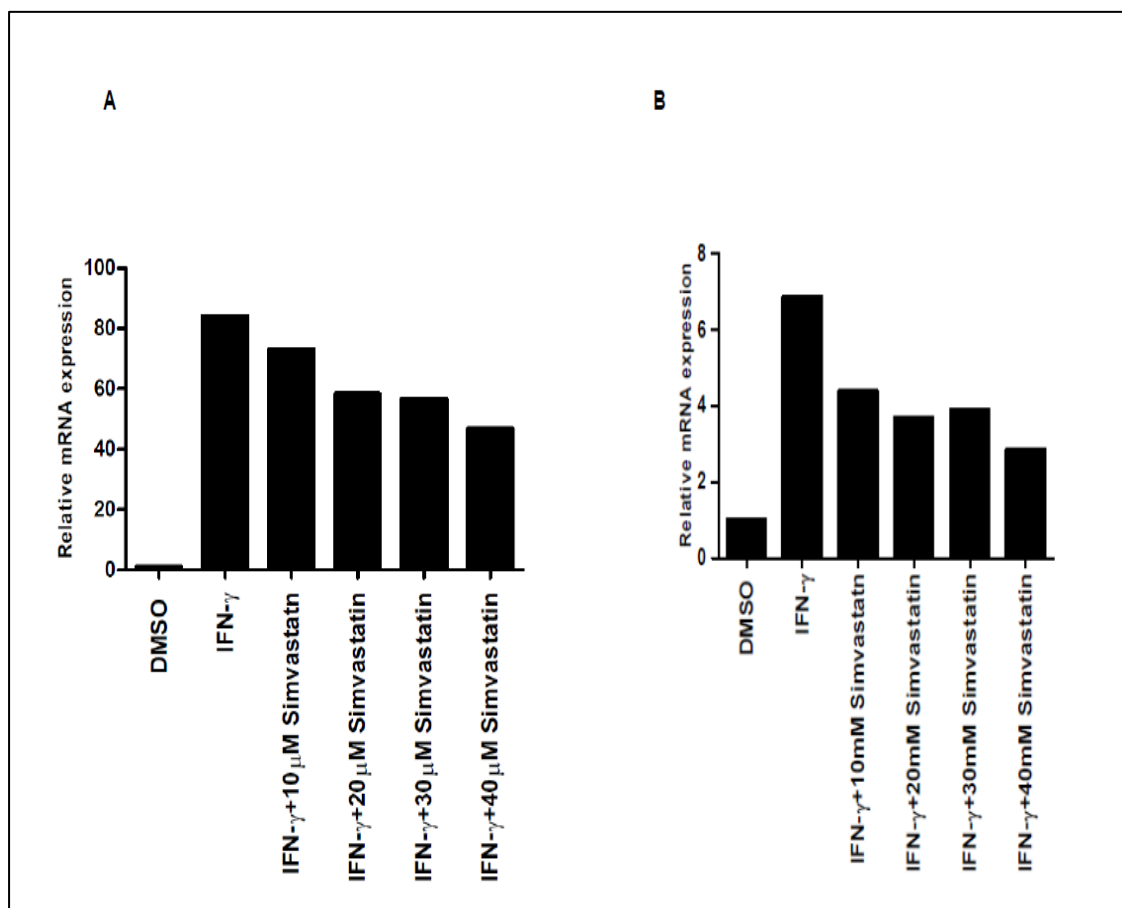 A
B
Relative mRNA expression
100
80
60
40
20
0
DMSO
IFN-γ
IFN-γ+10μM Simvastatn
IFN-γ+20μM Simvastatin
IFN-γ+30μM Simvastatin
IFN-γ+40μM Simvastatin
Relative mRNA expression
8
6
4
2
0
DMSO
IFN-γ
IFN-γ+10mM Simvastatn
IFN-γ+20mM Simvastatin
IFN-γ+30mM Simvastatin
IFN-γ+40mM Simvastatin